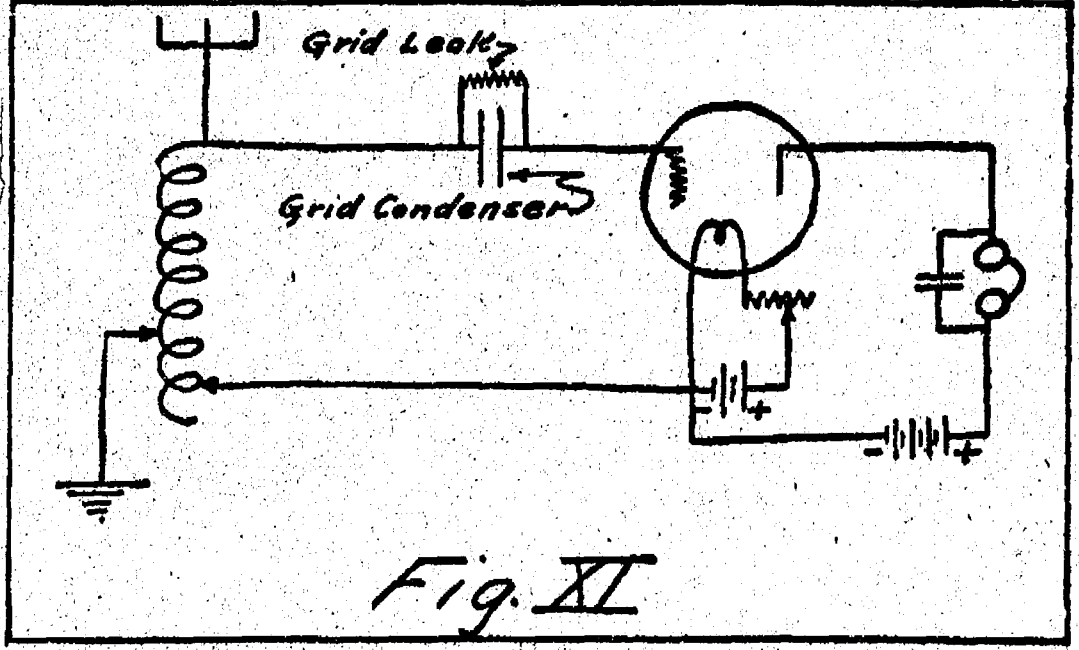 Grid Leak
Grid Condenser
- +
- +
Fig. XI